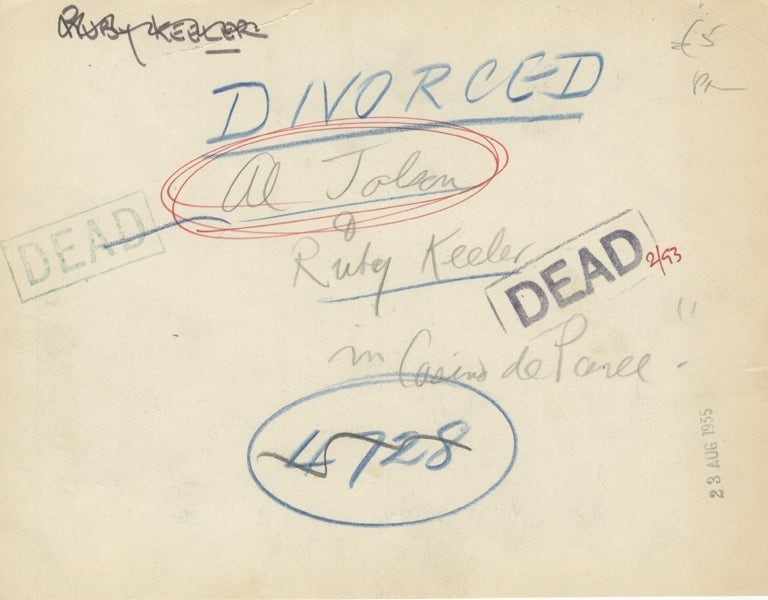 RUBY KEELER
£5
DIVORCED
Al Jolson
&
DEAD
Ruby Keeler
DEAD 2/93
in Casino de Paree"
4728
23 AUG 1935